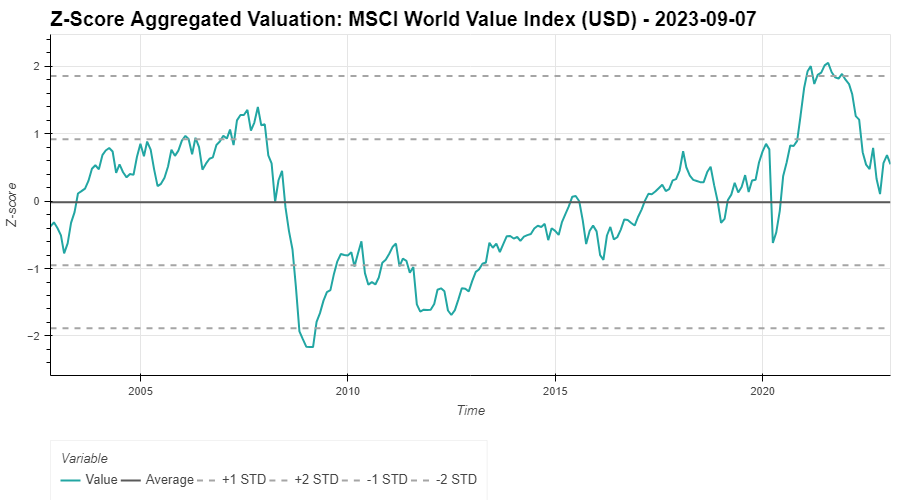 Z-Score Aggregated Valuation: MSCI World Value Index (USD) - 2023-09-07
2
1
0
−1
−2
Z-score
2005 2010 2015 2020
Time
Variable
Value Average +1 STD +2 STD -1 STD -2 STD